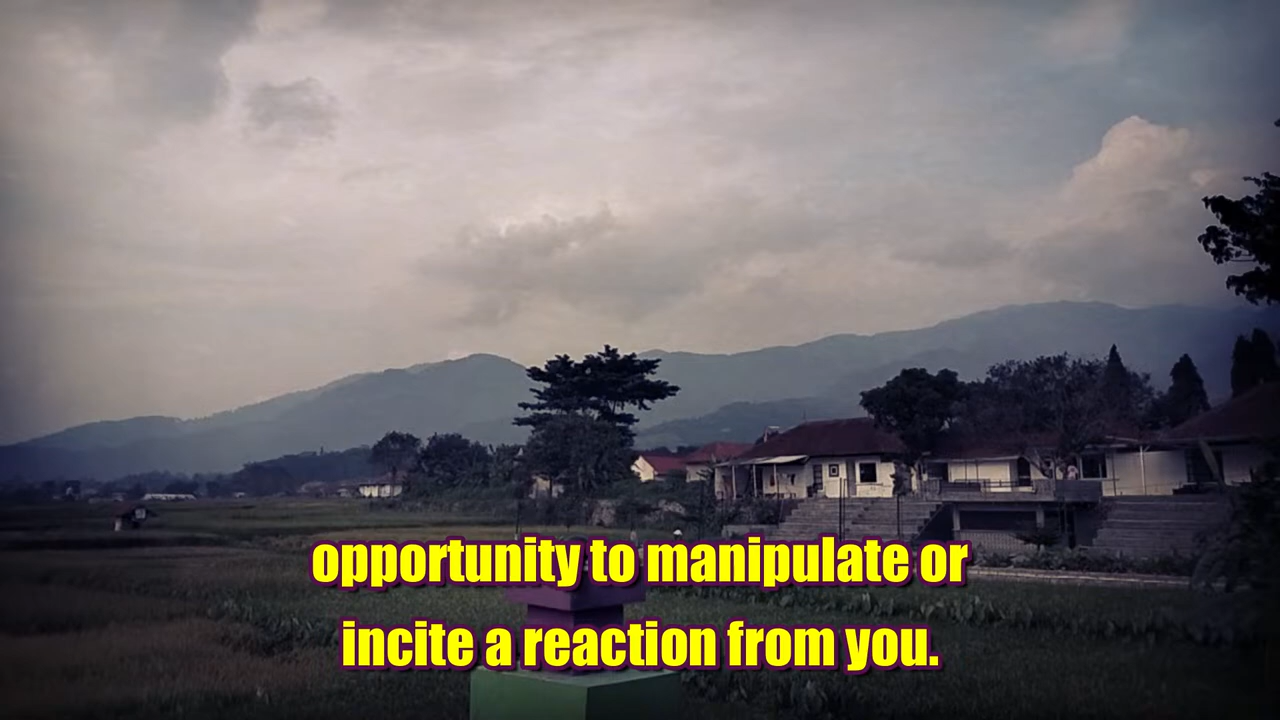 opportunity to manipulate or
incite a reaction from you.